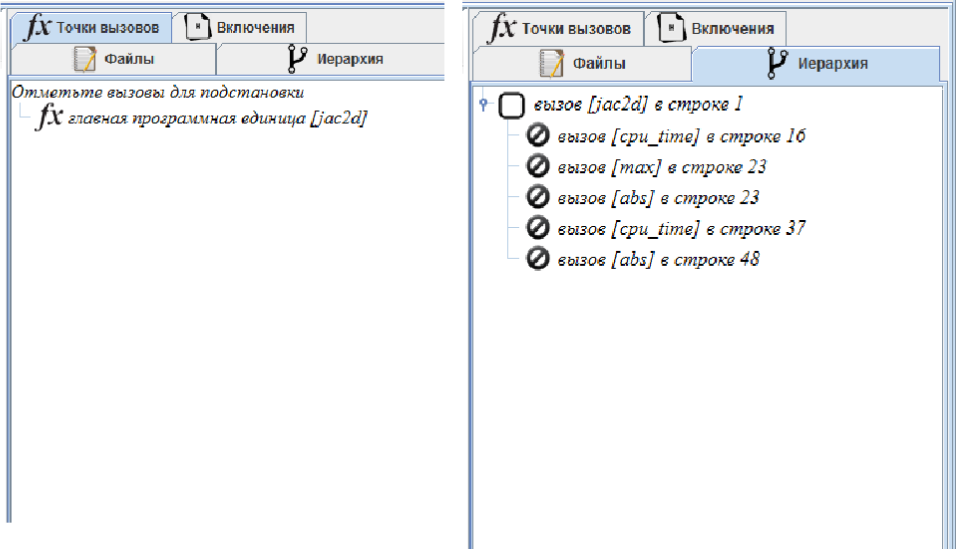 fx Точки вызовов
Включения
Файлы
Иерархия
Отметьте вызовы для подстановки
fx главная программная единица [jac2d]
fx Точки вызовов
Включения
Файлы
Иерархия
вызов [jac2d] в строке 1
вызов [cpu_time] в строке 16
вызов [max] в строке 23
вызов [abs] в строке 23
вызов [cpu_time] в строке 37
вызов [abs] в строке 48